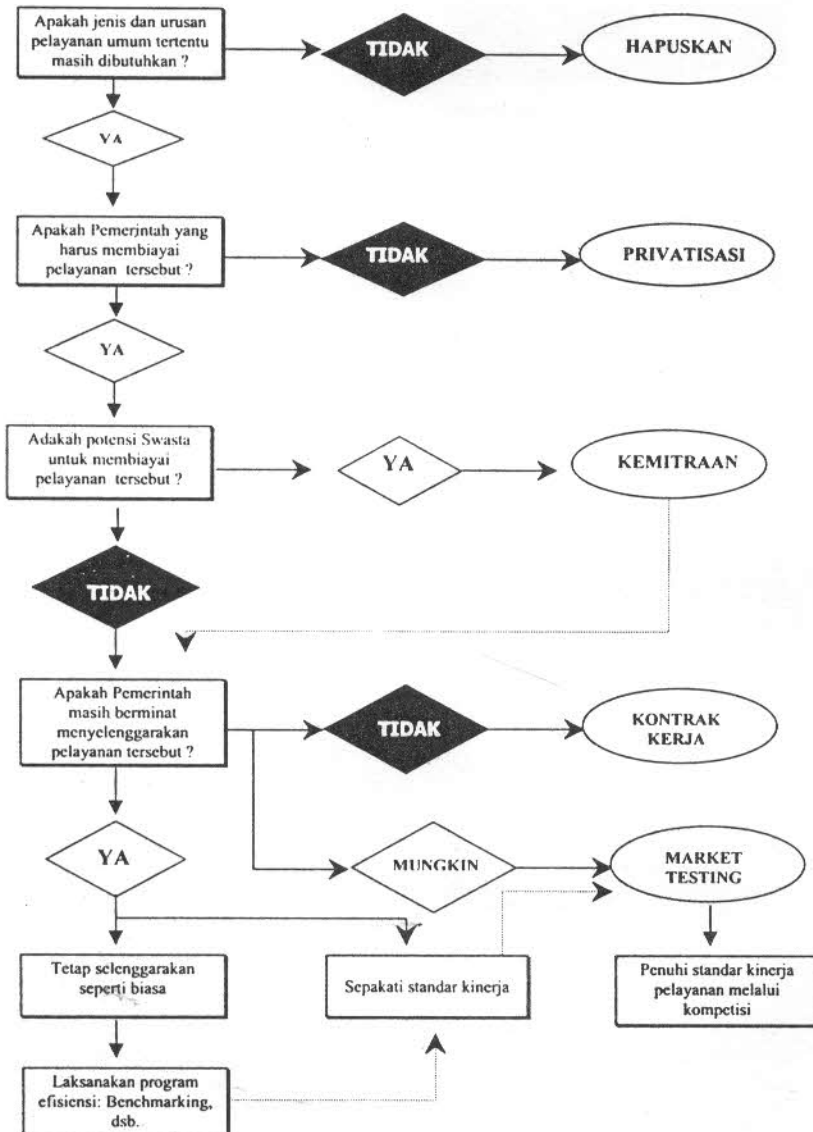 Apakah jenis dan urusan
pelayanan umum tertentu
masih dibutuhkan ?
TIDAK
HAPUSKAN
YA
Apakah Pemerintah yang
harus membiayai
pelayanan tersebut ?
TIDAK
PRIVATISASI
YA
Adakah potensi Swasta
untuk membiayai
pelayanan tersebut ?
YA
KEMITRAAN
TIDAK
Apakah Pemerintah
masih berminat
menyelenggarakan
pelayanan tersebut ?
TIDAK
KONTRAK
KERJA
YA
MUNGKIN
MARKET
TESTING
Tetap selenggarakan
seperti biasa
Sepakati standar kinerja
Penuhi standar kinerja
pelayanan melalui
kompetisi
Laksanakan program
efisiensi: Benchmarking,
dsb.